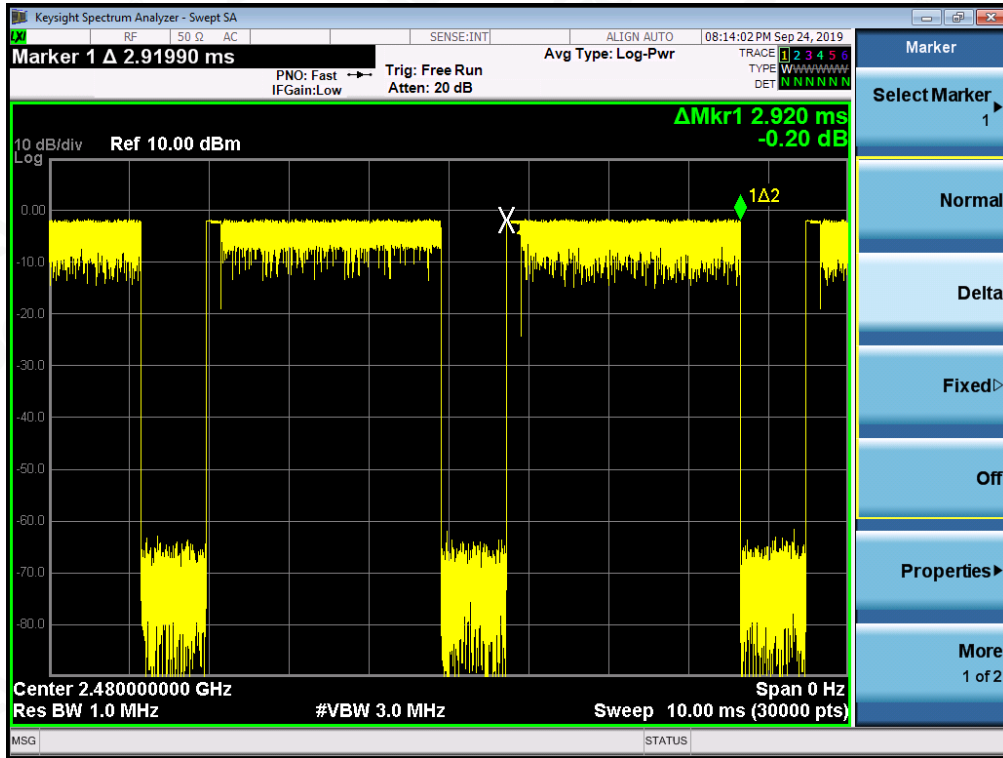 Keysight Spectrum Analyzer - Swept SA
LXI RF 50 Ω AC SENSE:INT ALIGN AUTO 08:14:02 PM Sep 24, 2019
Marker 1 Δ 2.91990 ms
PNO: Fast
IFGain:Low
Trig: Free Run
Atten: 20 dB
Avg Type: Log-Pwr
TRACE 1 2 3 4 5 6
TYPE WWWWWW
DET N N N N N N
ΔMkr1 2.920 ms
-0.20 dB
10 dB/div Ref 10.00 dBm
Log
1Δ2
0.00
-10.0
-20.0
-30.0
-40.0
-50.0
-60.0
-70.0
-80.0
Center 2.480000000 GHz Span 0 Hz
Res BW 1.0 MHz #VBW 3.0 MHz Sweep 10.00 ms (30000 pts)
MSG STATUS
Marker
Select Marker
1
Normal
Delta
Fixed
Off
Properties
More
1 of 2